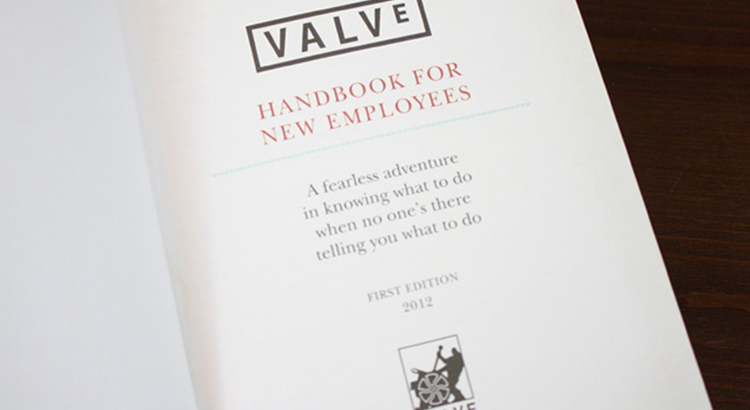 VALVE
HANDBOOK FOR
NEW EMPLOYEES
A fearless adventure
in knowing what to do
when no one's there
telling you what to do
FIRST EDITION
2012